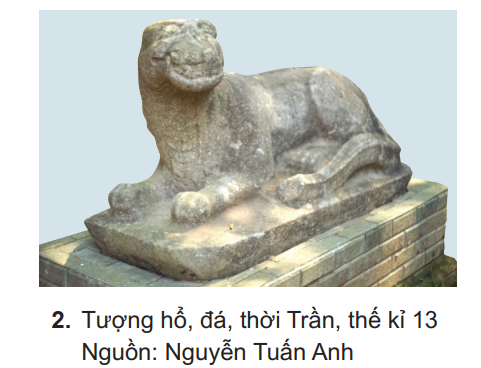 2. Tượng hổ, đá, thời Trần, thế kỉ 13
Nguồn: Nguyễn Tuấn Anh